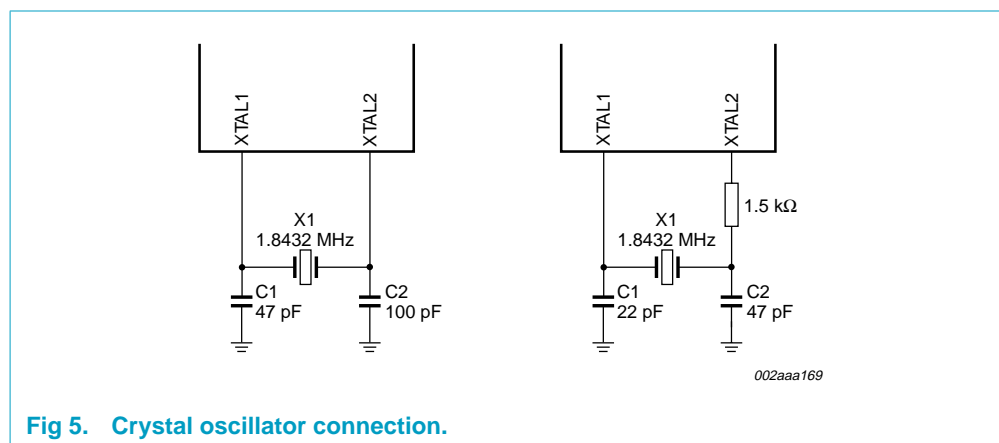 XTAL1
XTAL2
X1
1.8432 MHz
C1
47 pF
C2
100 pF
XTAL1
XTAL2
1.5 kΩ
X1
1.8432 MHz
C1
22 pF
C2
47 pF
002aaa169
Fig 5. Crystal oscillator connection.